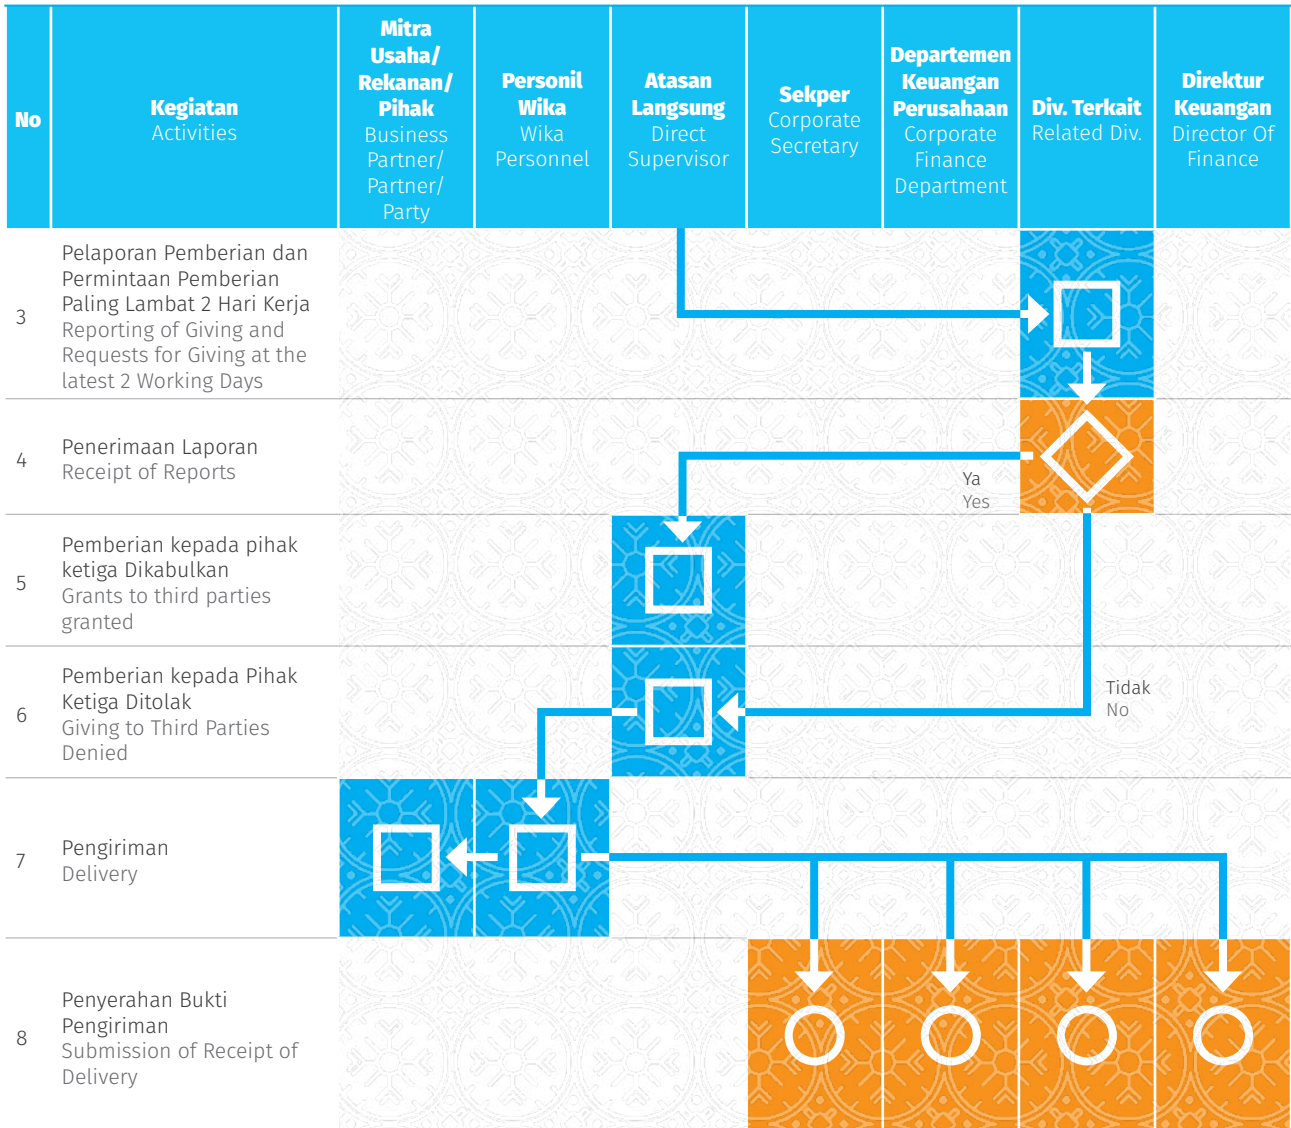 No
Kegiatan
Activities
Mitra
Usaha/
Rekanan/
Pihak
Business
Partner/
Partner/
Party
Personil
Wika
Wika
Personnel
Atasan
Langsung
Direct
Supervisor
Sekper
Corporate
Secretary
Departemen
Keuangan
Perusahaan
Corporate
Finance
Department
Div. Terkait
Related Div.
Direktur
Keuangan
Director Of
Finance
3
Pelaporan Pemberian dan
Permintaan Pemberian
Paling Lambat 2 Hari Kerja
Reporting of Giving and
Requests for Giving at the
latest 2 Working Days
4
Penerimaan Laporan
Receipt of Reports
Ya
Yes
5
Pemberian kepada pihak
ketiga Dikabulkan
Grants to third parties
granted
6
Pemberian kepada Pihak
Ketiga Ditolak
Giving to Third Parties
Denied
Tidak
No
7
Pengiriman
Delivery
8
Penyerahan Bukti
Pengiriman
Submission of Receipt of
Delivery